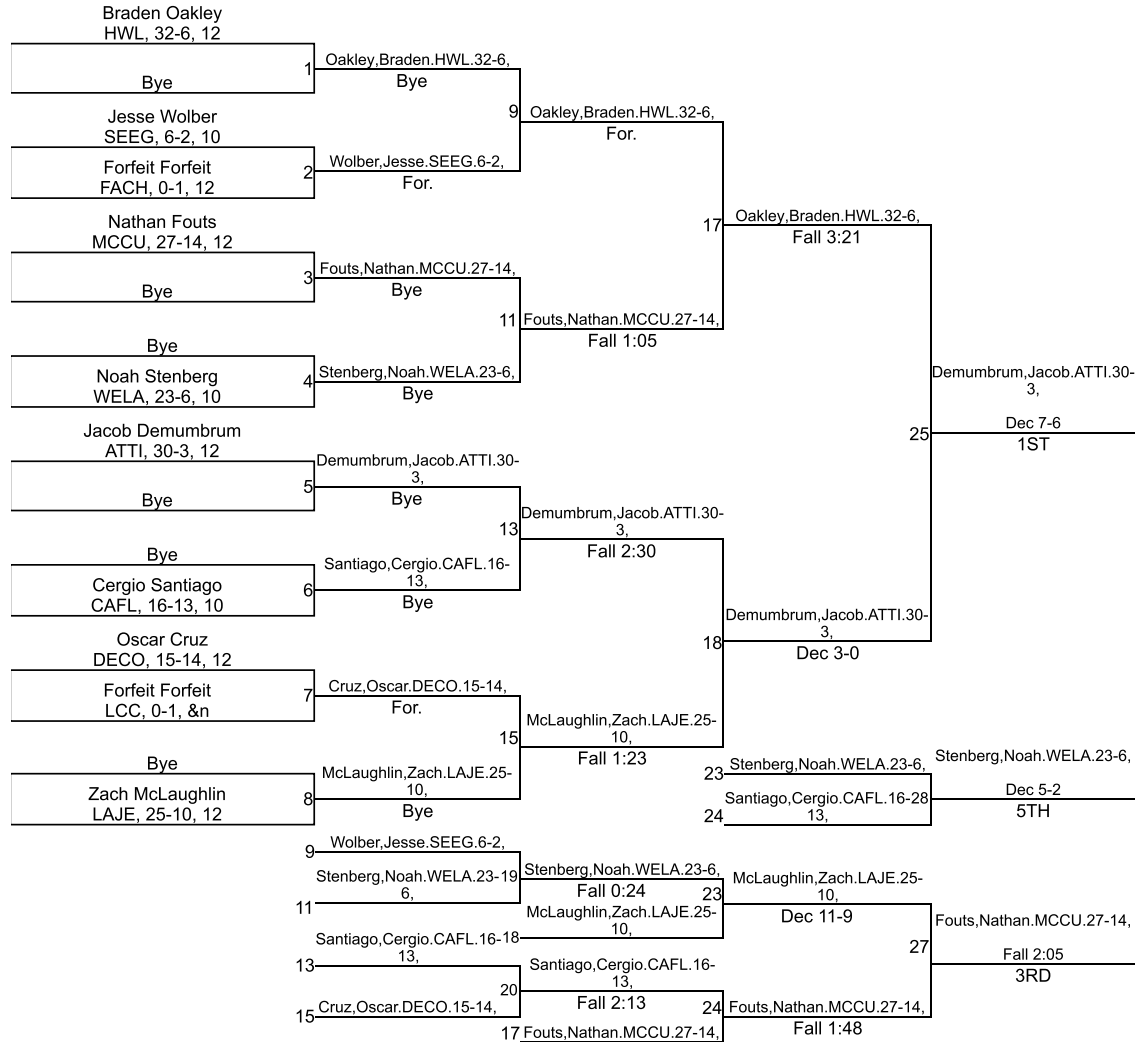 Braden Oakley
HWL, 32-6, 12
Bye
1
Oakley,Braden.HWL.32-6,
Bye
Jesse Wolber
SEEG, 6-2, 10
Forfeit Forfeit
FACH, 0-1, 12
2
Wolber,Jesse.SEEG.6-2,
For.
9
Oakley,Braden.HWL.32-6,
For.
Nathan Fouts
MCCU, 27-14, 12
Bye
3
Fouts,Nathan.MCCU.27-14,
Bye
Bye
Noah Stenberg
WELA, 23-6, 10
4
Stenberg,Noah.WELA.23-6,
Bye
11
Fouts,Nathan.MCCU.27-14,
Fall 1:05
17
Oakley,Braden.HWL.32-6,
Fall 3:21
Jacob Demumbrum
ATTI, 30-3, 12
Bye
5
Demumbrum,Jacob.ATTI.30-
3,
Bye
Bye
Cergio Santiago
CAFL, 16-13, 10
6
Santiago,Cergio.CAFL.16-
13,
Bye
13
Demumbrum,Jacob.ATTI.30-
3,
Fall 2:30
Oscar Cruz
DECO, 15-14, 12
Forfeit Forfeit
LCC, 0-1, &n
7
Cruz,Oscar.DECO.15-14,
For.
Bye
Zach McLaughlin
LAJE, 25-10, 12
8
McLaughlin,Zach.LAJE.25-
10,
Bye
15
McLaughlin,Zach.LAJE.25-
10,
Fall 1:23
18
Demumbrum,Jacob.ATTI.30-
3,
Dec 3-0
25
Demumbrum,Jacob.ATTI.30-
3,
Dec 7-6
1ST
23
Stenberg,Noah.WELA.23-6,
24
Santiago,Cergio.CAFL.16-28
13,
Stenberg,Noah.WELA.23-6,
Dec 5-2
5TH
9
Wolber,Jesse.SEEG.6-2,
11
Stenberg,Noah.WELA.23-19
6,
Stenberg,Noah.WELA.23-6,
Fall 0:24
18
McLaughlin,Zach.LAJE.25-
10,
23
McLaughlin,Zach.LAJE.25-
10,
Dec 11-9
13
Santiago,Cergio.CAFL.16-
13,
15
Cruz,Oscar.DECO.15-14,
20
Santiago,Cergio.CAFL.16-
13,
Fall 2:13
17
Fouts,Nathan.MCCU.27-14,
24
Fouts,Nathan.MCCU.27-14,
Fall 1:48
27
Fouts,Nathan.MCCU.27-14,
Fall 2:05
3RD